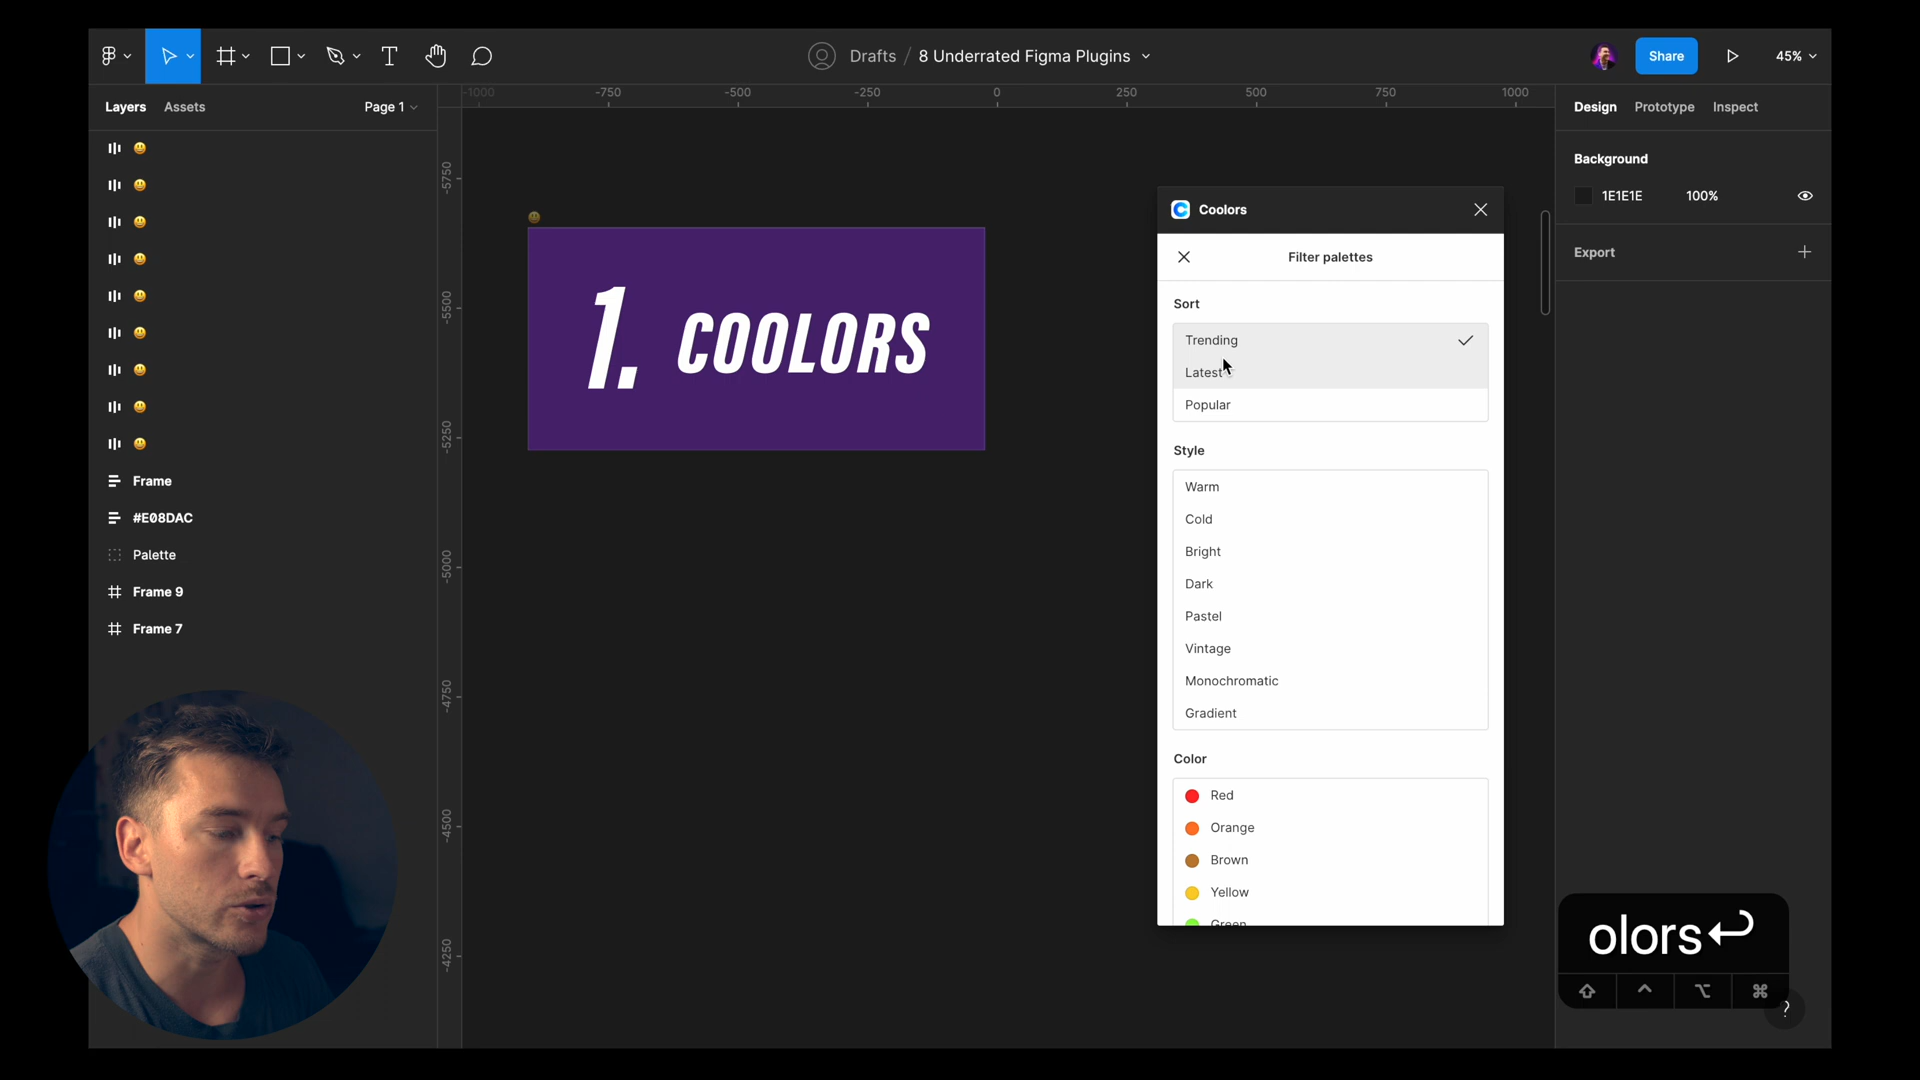 Drafts / 8 Underrated Figma Plugins
Share
45%
Layers Assets Page 1
Design Prototype Inspect
-1000 -750 -500 -250 0 250 500 750 1000
-5750
-5500
-5250
-5000
-4750
-4500
-4250
Frame
#E08DAC
Palette
Frame 9
Frame 7
1. COOLORS
Coolors
Filter palettes
Sort
Trending
Latest
Popular
Style
Warm
Cold
Bright
Dark
Pastel
Vintage
Monochromatic
Gradient
Color
Red
Orange
Brown
Yellow
Green
Background
1E1E1E 100%
Export
olors↩
⇧ ⌃ ⌥ ⌘
?